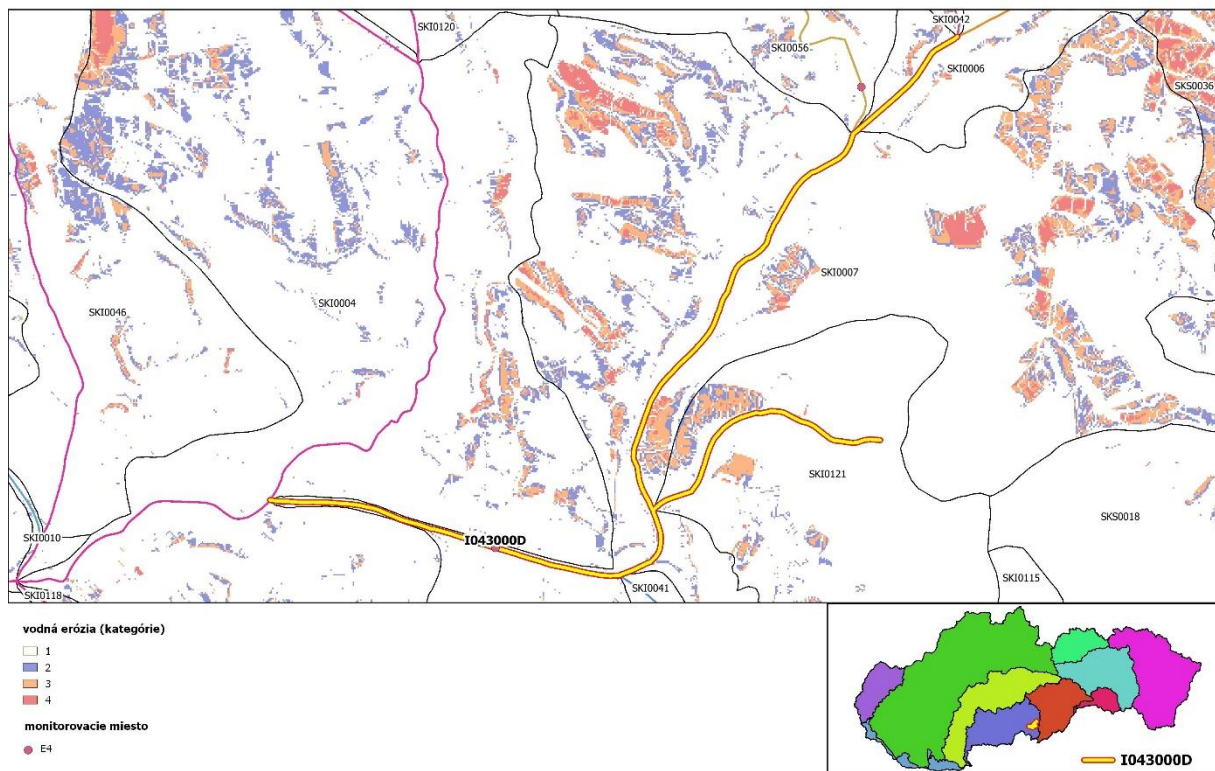 SKI0120
SKI0042
SKI0056
SKI0006
SKS0036
SKI0007
SKI0004
SKI0046
SKI0121
SKS0018
I043000D
SKI0010
SKI0115
SKI0041
SKI0118
vodná erózia (kategórie)
1
2
3
4
monitorovacie miesto
E4
I043000D